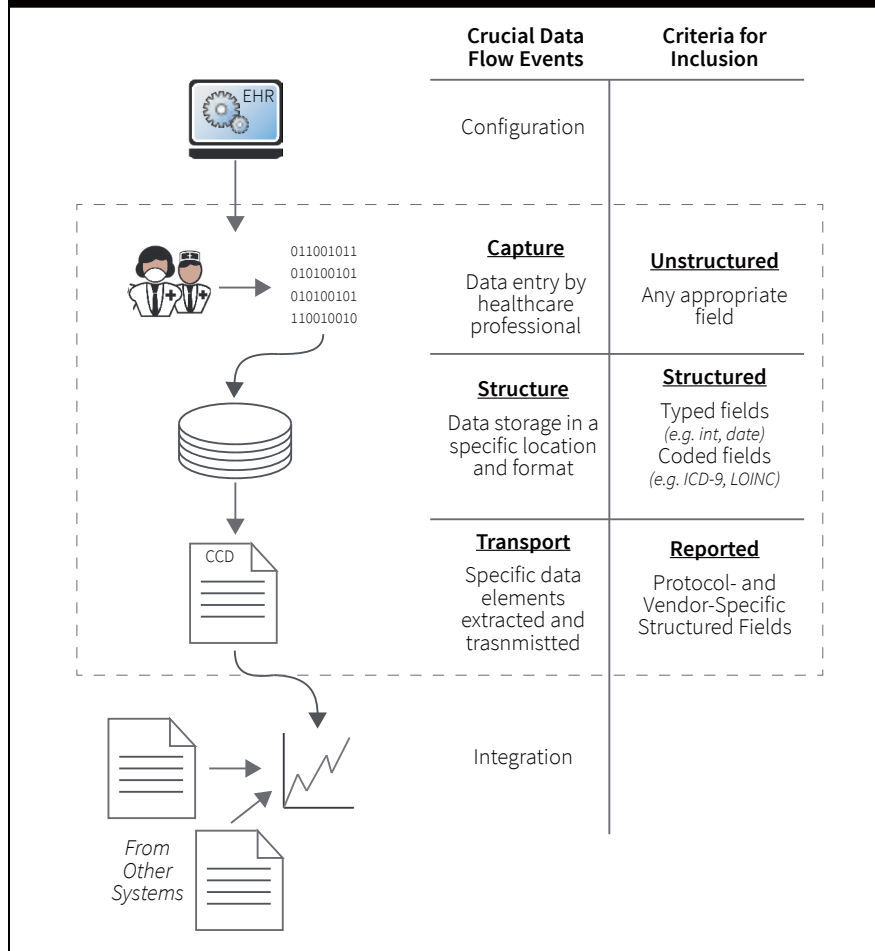 Crucial Data
Flow Events
Criteria for
Inclusion
EHR
Configuration
011001011
010100101
010100101
110010010
Capture
Data entry by
healthcare
professional
Unstructured
Any appropriate
field
Structure
Data storage in a
specific location
and format
Structured
Typed fields
(e.g. int, date)
Coded fields
(e.g. ICD-9, LOINC)
CCD
Transport
Specific data
elements
extracted and
trasnmistted
Reported
Protocol- and
Vendor-Specific
Structured Fields
Integration
From
Other
Systems